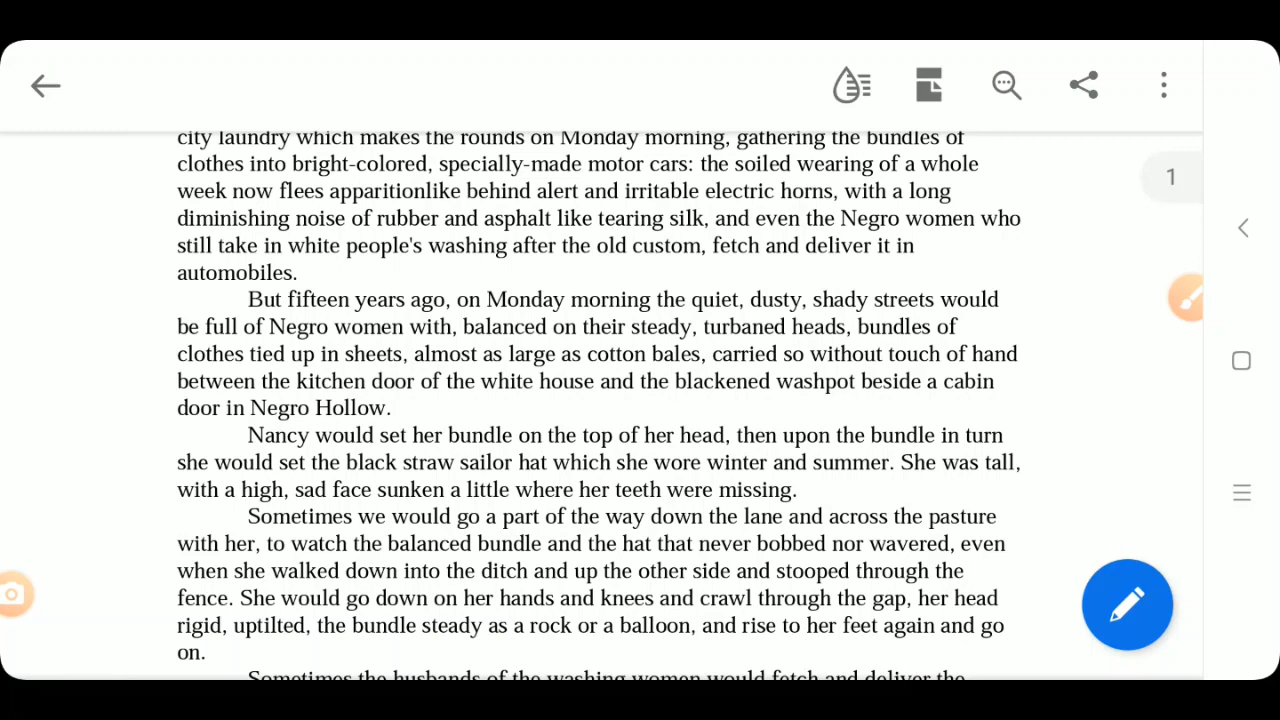 1
city laundry which makes the rounds on Monday morning, gathering the bundles of
clothes into bright-colored, specially-made motor cars: the soiled wearing of a whole
week now flees apparitionlike behind alert and irritable electric horns, with a long
diminishing noise of rubber and asphalt like tearing silk, and even the Negro women who
still take in white people's washing after the old custom, fetch and deliver it in
automobiles.
But fifteen years ago, on Monday morning the quiet, dusty, shady streets would
be full of Negro women with, balanced on their steady, turbaned heads, bundles of
clothes tied up in sheets, almost as large as cotton bales, carried so without touch of hand
between the kitchen door of the white house and the blackened washpot beside a cabin
door in Negro Hollow.
Nancy would set her bundle on the top of her head, then upon the bundle in turn
she would set the black straw sailor hat which she wore winter and summer. She was tall,
with a high, sad face sunken a little where her teeth were missing.
Sometimes we would go a part of the way down the lane and across the pasture
with her, to watch the balanced bundle and the hat that never bobbed nor wavered, even
when she walked down into the ditch and up the other side and stooped through the
fence. She would go down on her hands and knees and crawl through the gap, her head
rigid, uptilted, the bundle steady as a rock or a balloon, and rise to her feet again and go
on.
Sometimes the husbands of the washing women would fetch and deliver the